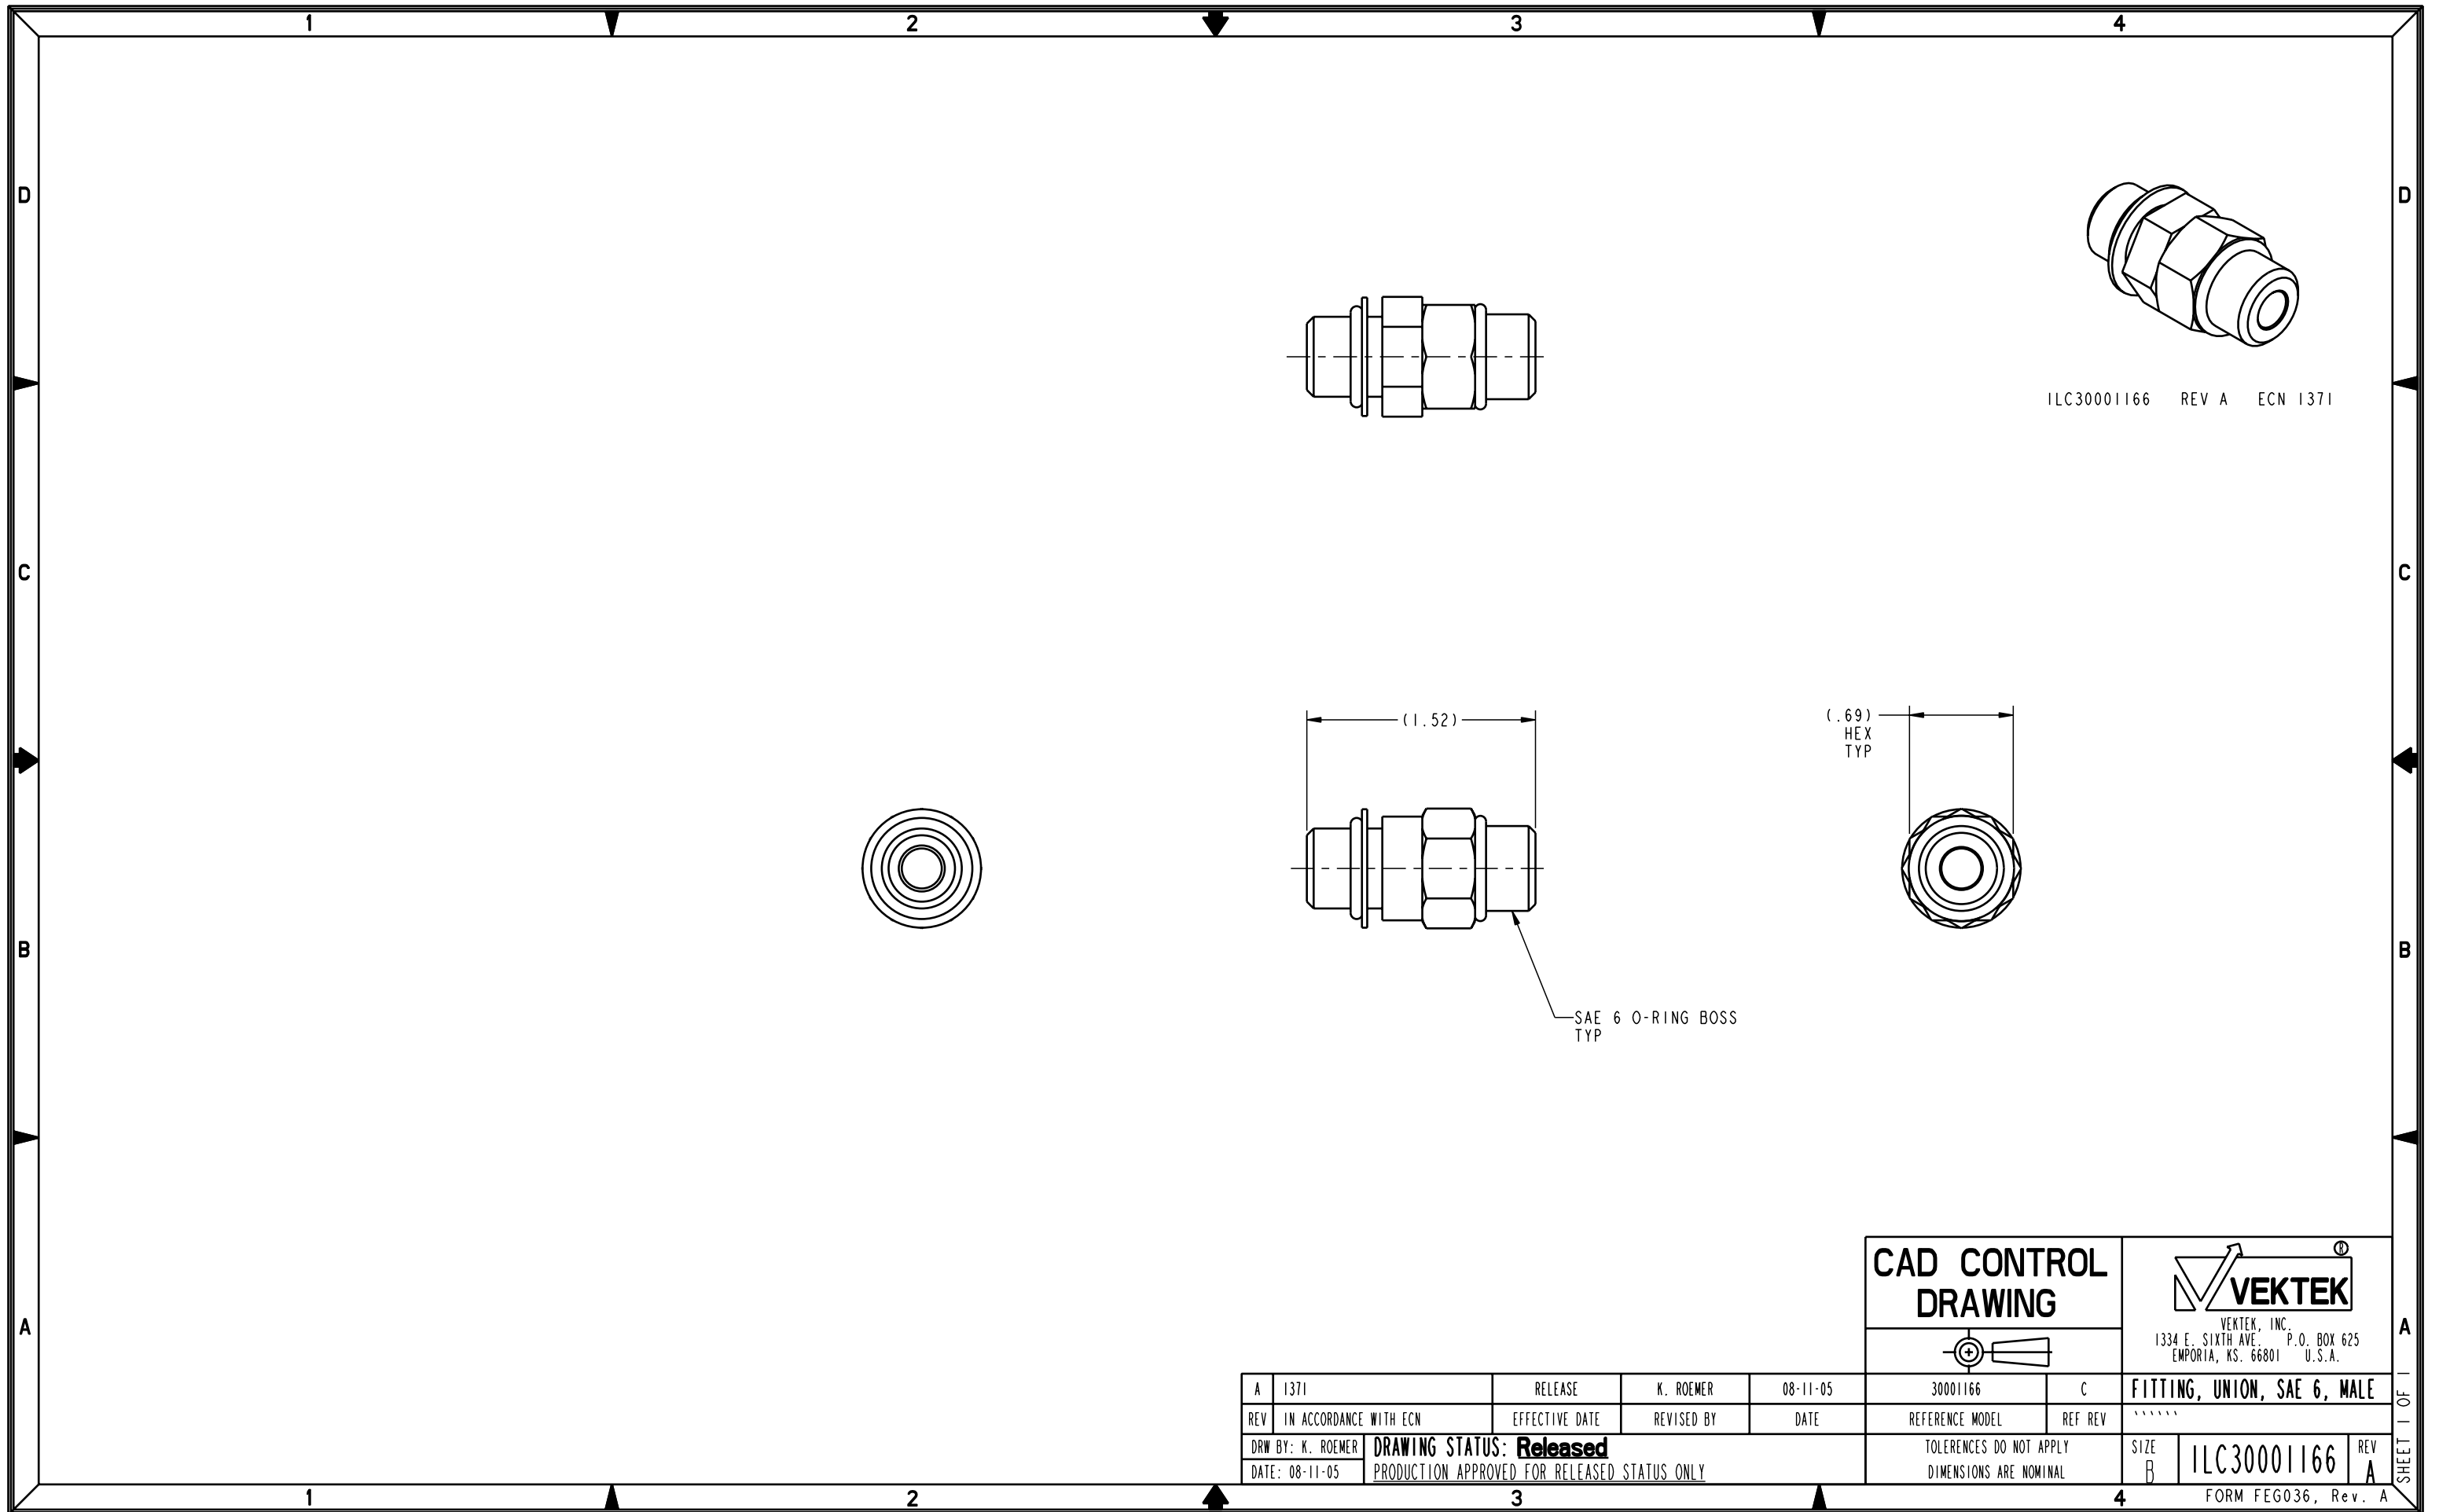 1 2 3 4
D D
ILC30001166 REV A ECN 1371
C C
(1.52)
(.69)
HEX
TYP
B B
SAE 6 O-RING BOSS
TYP
CAD CONTROL
DRAWING
®
VEKTEK
VEKTEK, INC.
1334 E. SIXTH AVE. P.O. BOX 625
EMPORIA, KS. 66801 U.S.A.
A A
A 1371 RELEASE K. ROEMER 08-11-05 30001166 C FITTING, UNION, SAE 6, MALE
REV IN ACCORDANCE WITH ECN EFFECTIVE DATE REVISED BY DATE REFERENCE MODEL REF REV ``````
DRW BY: K. ROEMER DRAWING STATUS: Released TOLERENCES DO NOT APPLY
DATE: 08-11-05 PRODUCTION APPROVED FOR RELEASED STATUS ONLY DIMENSIONS ARE NOMINAL
SIZE B ILC30001166 REV A
SHEET 1 OF 1
1 2 3 4
FORM FEG036, Rev. A